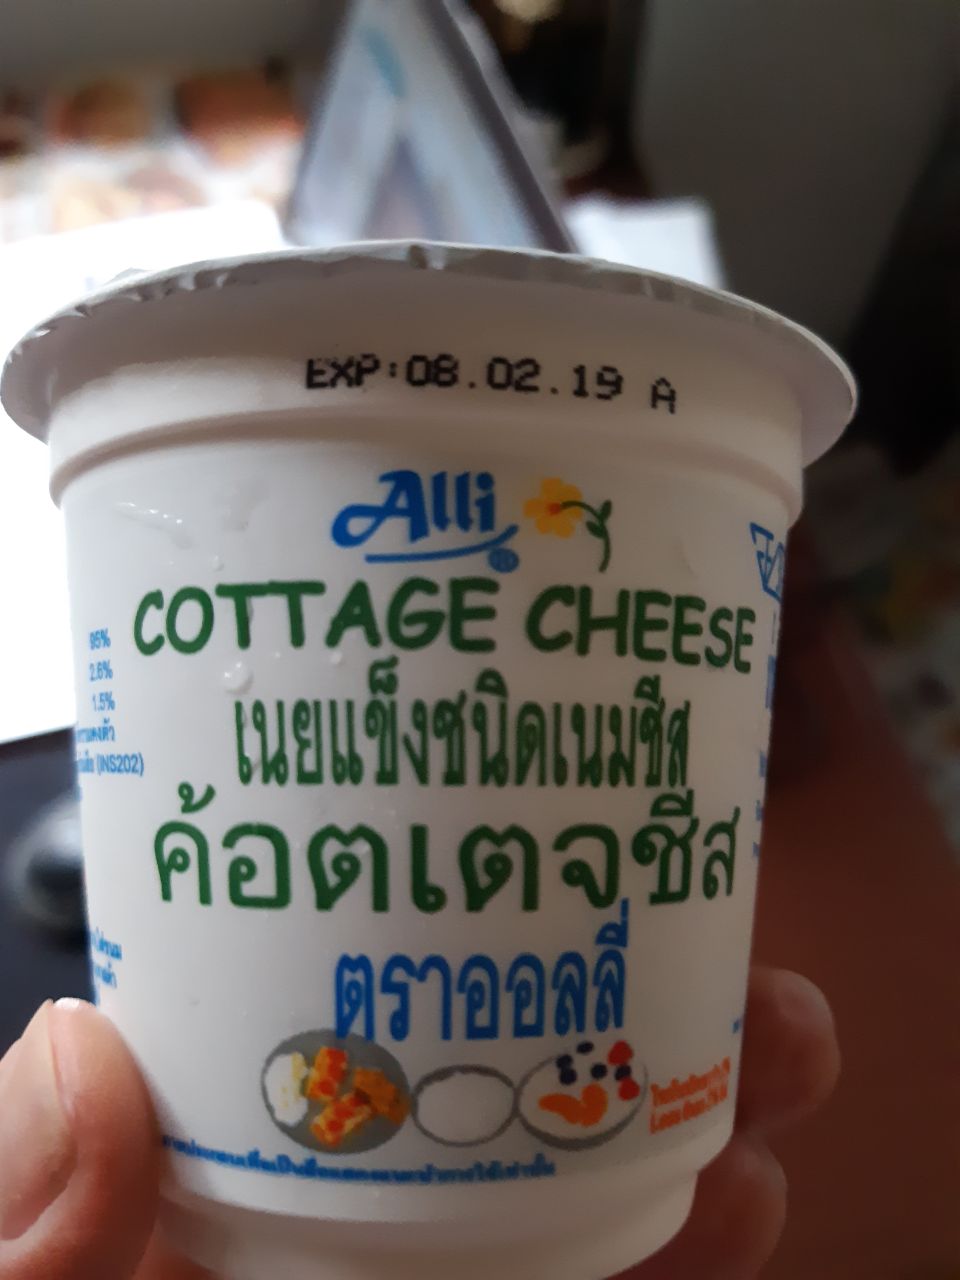 EXP:08.02.19 A
Alli
COTTAGE CHEESE
เนยแข็งชนิดเนมชีส
ค้อตเตจชีส
ตราออลลี่
95%
2.6%
1.5%
(INS202)